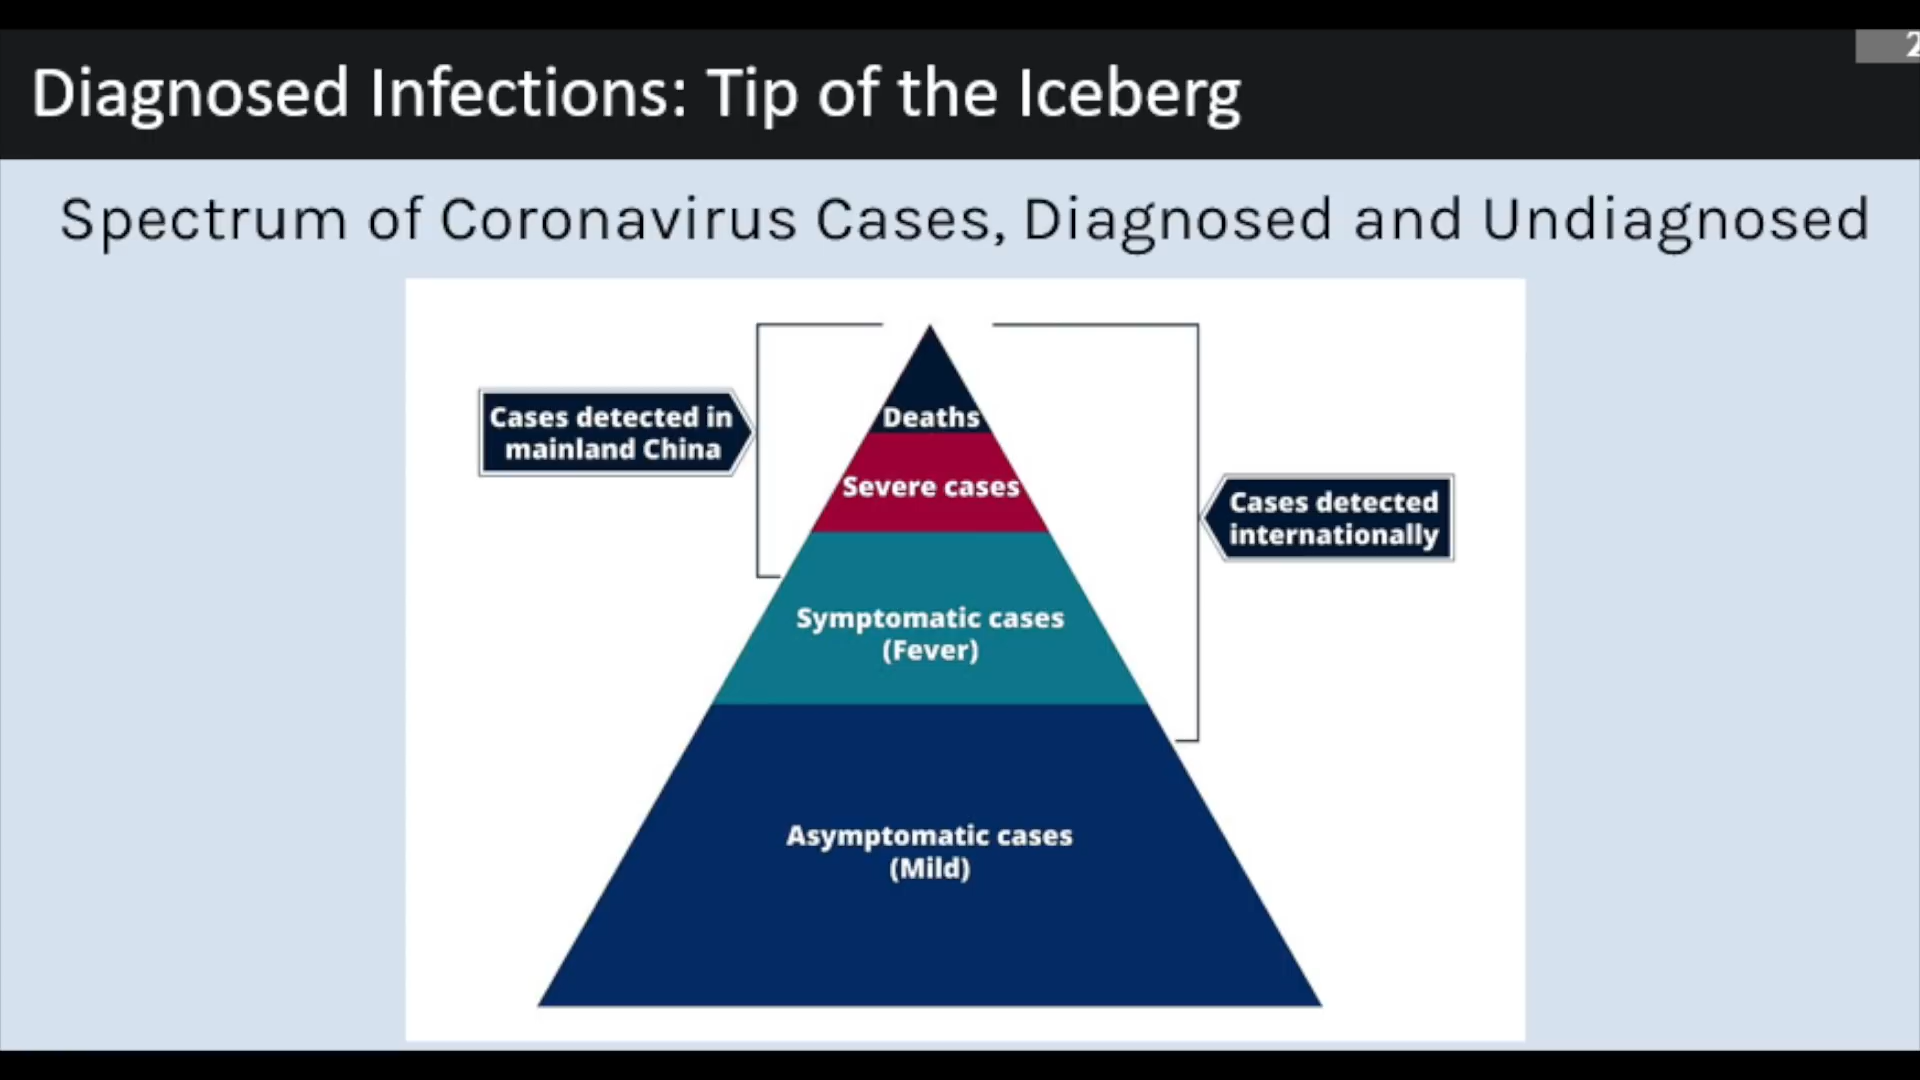 2
Diagnosed Infections: Tip of the Iceberg
Spectrum of Coronavirus Cases, Diagnosed and Undiagnosed
Cases detected in
mainland China
Deaths
Severe cases
Cases detected
internationally
Symptomatic cases
(Fever)
Asymptomatic cases
(Mild)